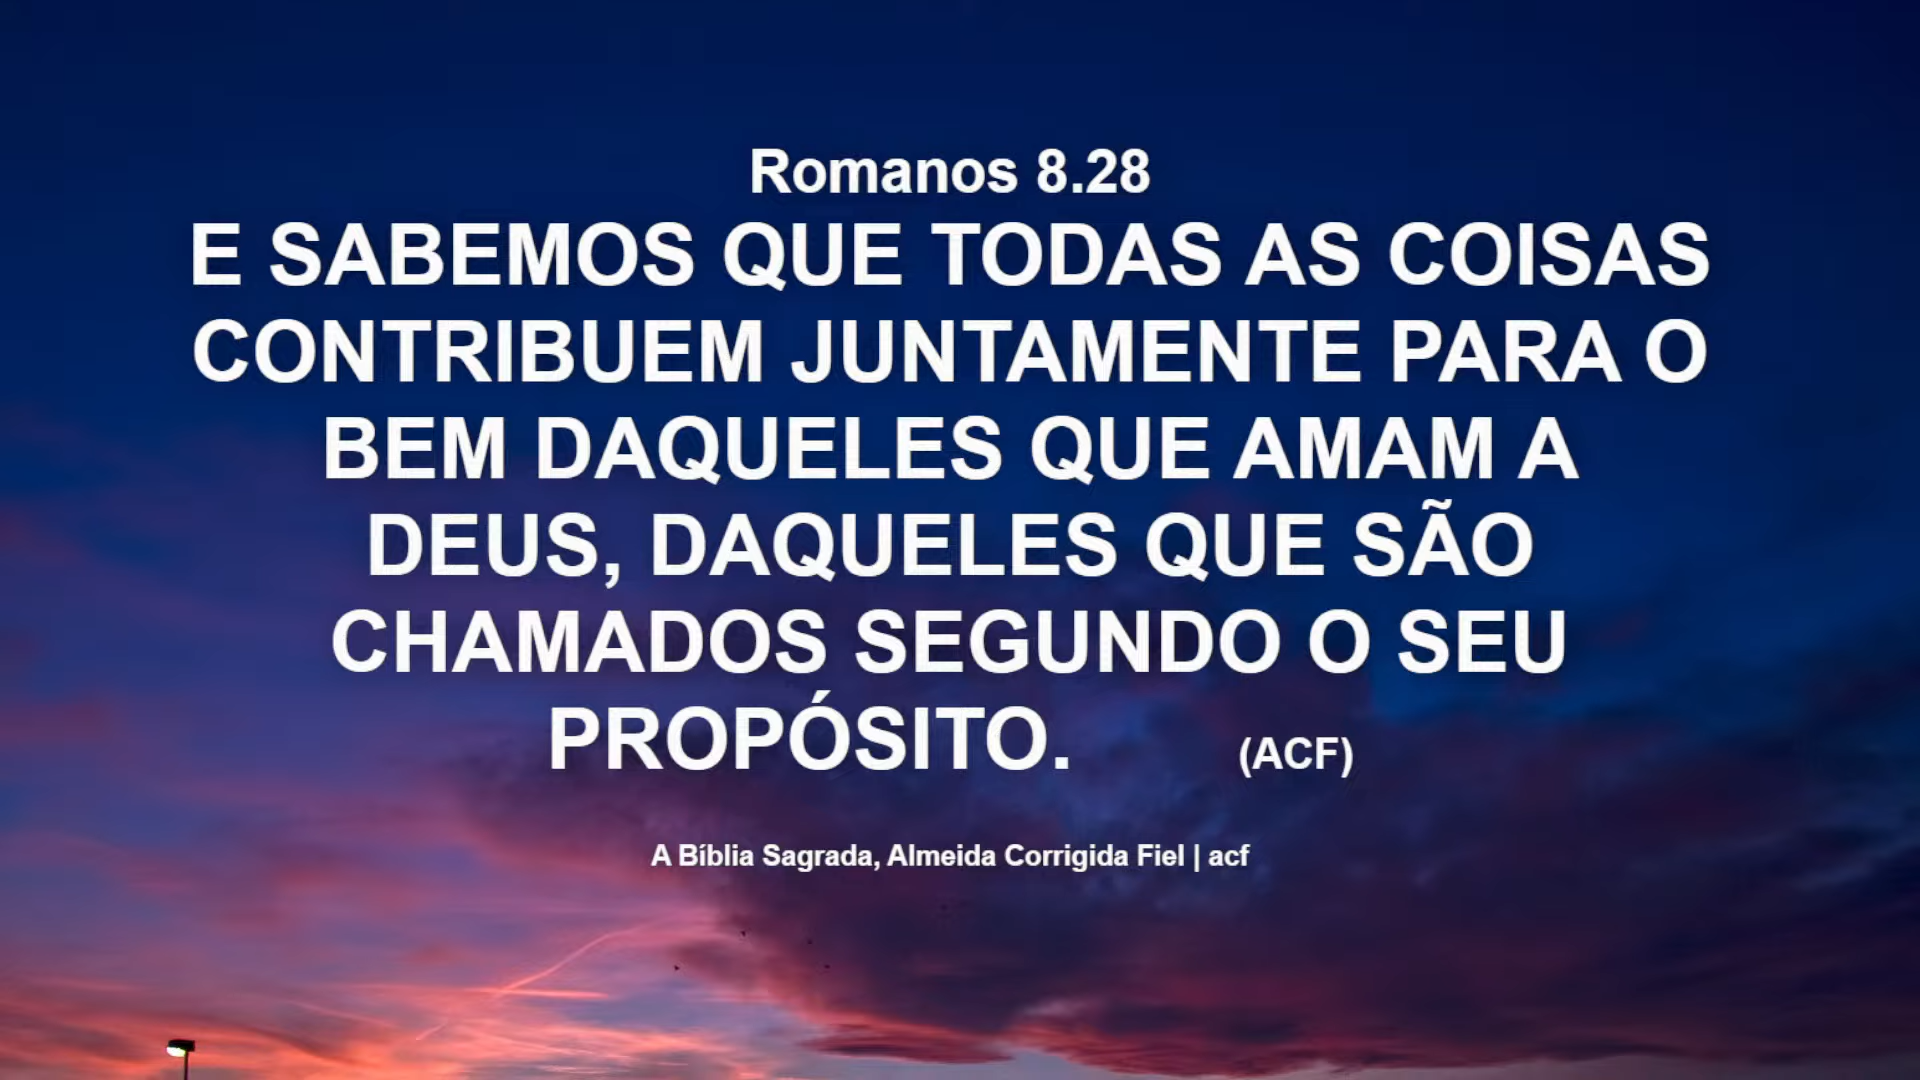 Romanos 8.28
E SABEMOS QUE TODAS AS COISAS
CONTRIBUEM JUNTAMENTE PARA O
BEM DAQUELES QUE AMAM A
DEUS, DAQUELES QUE SÃO
CHAMADOS SEGUNDO O SEU
PROPÓSITO. (ACF)
A Bíblia Sagrada, Almeida Corrigida Fiel | acf